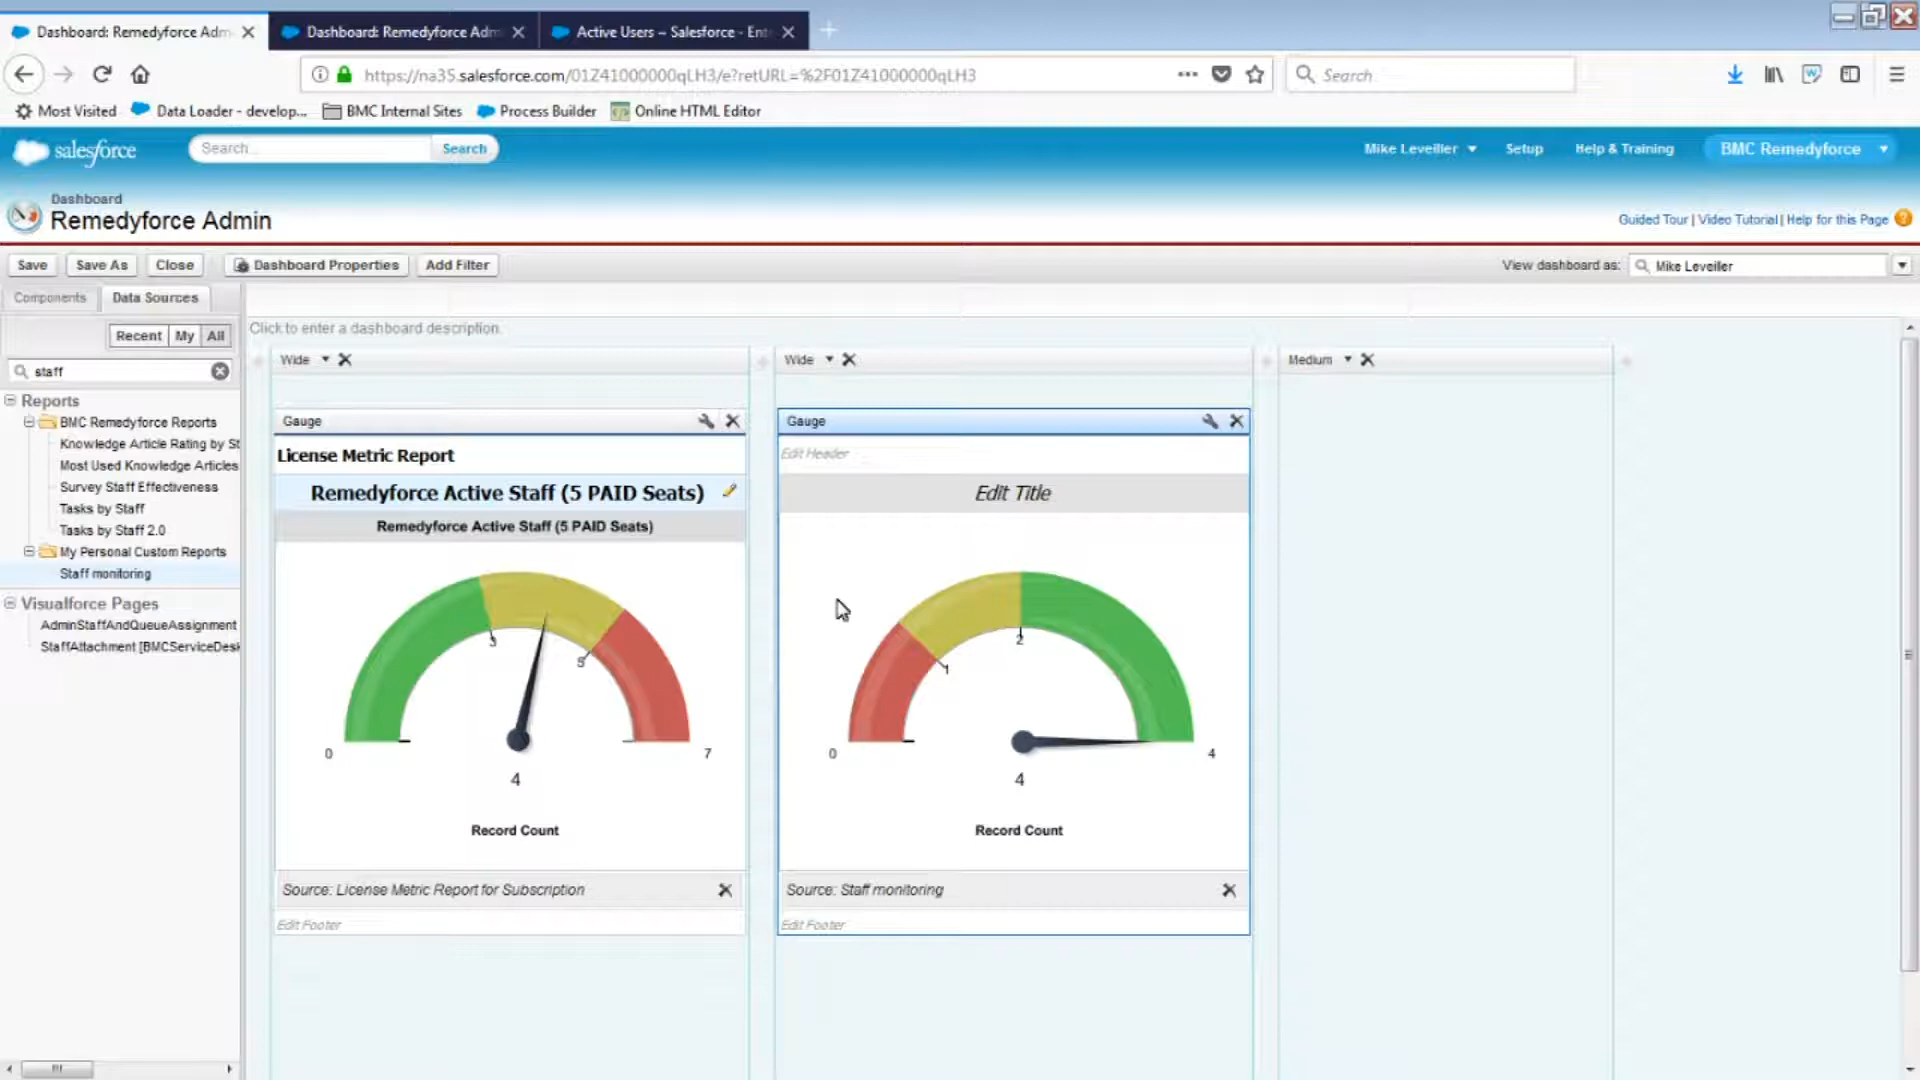 Dashboard: Remedyforce Adm
Dashboard: Remedyforce Adm
Active Users ~ Salesforce - Ent
https://na35.salesforce.com/01Z41000000qLH3/e?retURL=%2F01Z41000000qLH3
Search
Most Visited
Data Loader - develop...
BMC Internal Sites
Process Builder
Online HTML Editor
salesforce
Search...
Search
Mike Leveiller
Setup
Help & Training
BMC Remedyforce
Dashboard
Remedyforce Admin
Guided Tour | Video Tutorial | Help for this Page
Save
Save As
Close
Dashboard Properties
Add Filter
View dashboard as:
Mike Leveiller
Components
Data Sources
Recent
My
All
staff
Reports
BMC Remedyforce Reports
Knowledge Article Rating by St
Most Used Knowledge Articles
Survey Staff Effectiveness
Tasks by Staff
Tasks by Staff 2.0
My Personal Custom Reports
Staff monitoring
Visualforce Pages
AdminStaffAndQueueAssignment
StaffAttachment [BMCServiceDesk
Click to enter a dashboard description.
Wide
Wide
Medium
Gauge
License Metric Report
Remedyforce Active Staff (5 PAID Seats)
Remedyforce Active Staff (5 PAID Seats)
3
5
0
7
4
Record Count
Source: License Metric Report for Subscription
Edit Footer
Gauge
Edit Header
Edit Title
2
1
0
4
4
Record Count
Source: Staff monitoring
Edit Footer